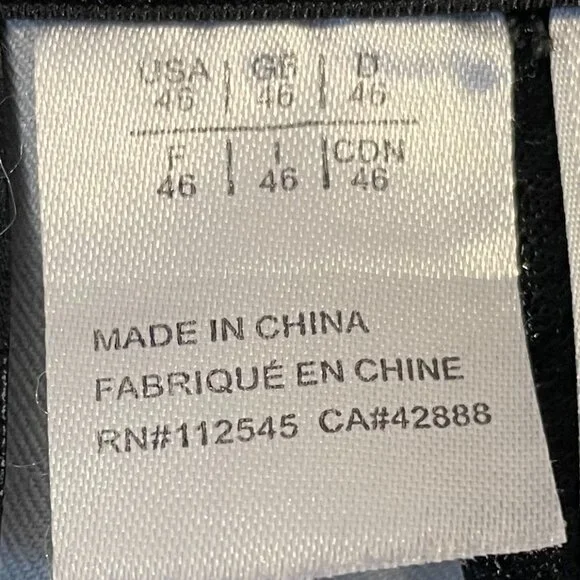 USA | GB | D
46 | 46 | 46
F | I | CDN
46 | 46 | 46
MADE IN CHINA
FABRIQUÉ EN CHINE
RN#112545 CA#42888